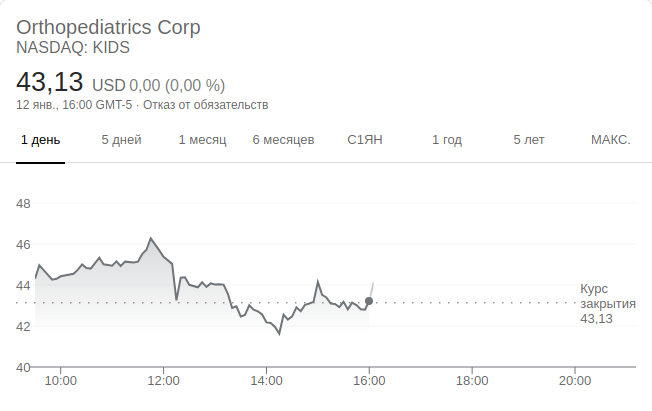 Orthopediatrics Corp
NASDAQ: KIDS
43,13 USD 0,00 (0,00 %)
12 янв., 16:00 GMT-5 · Отказ от обязательств
1 день 5 дней 1 месяц 6 месяцев С1ЯН 1 год 5 лет МАКС.
48
46
44
Курс
закрытия
43,13
42
40
10:00 12:00 14:00 16:00 18:00 20:00